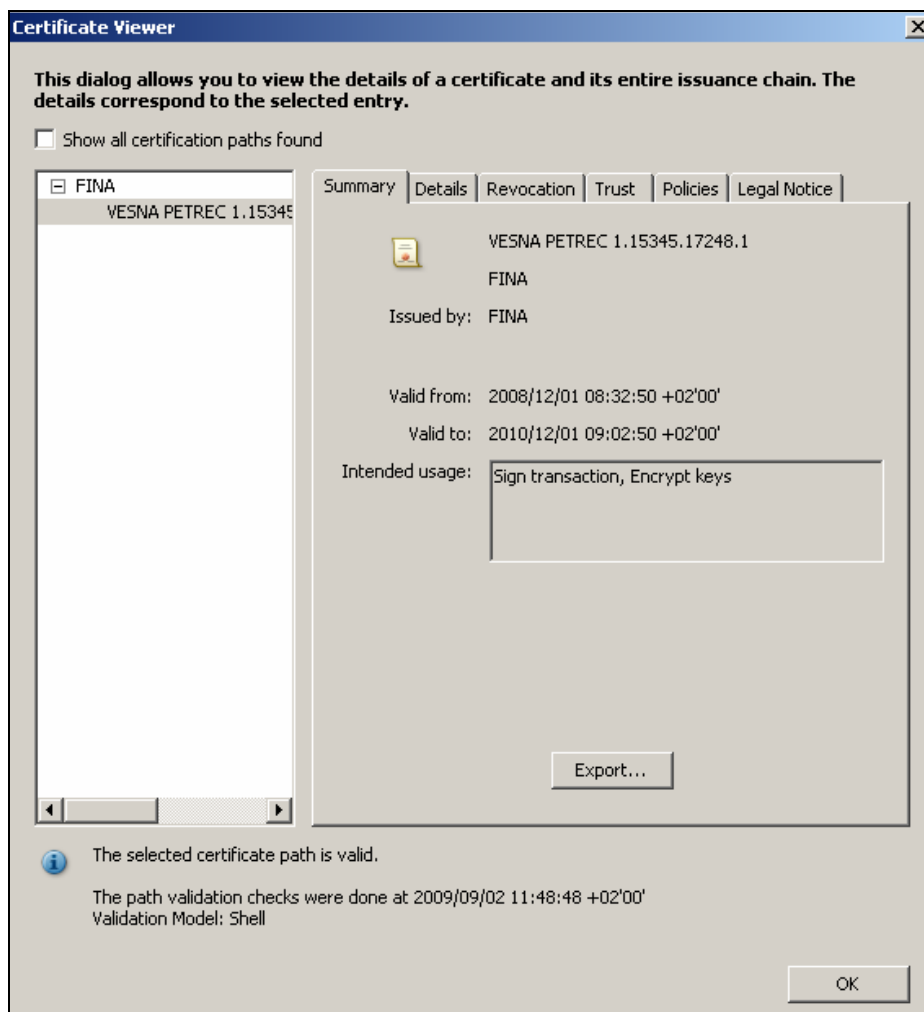 Certificate Viewer
This dialog allows you to view the details of a certificate and its entire issuance chain. The
details correspond to the selected entry.
Show all certification paths found
FINA
VESNA PETREC 1.15345
Summary
Details
Revocation
Trust
Policies
Legal Notice
VESNA PETREC 1.15345.17248.1
FINA
Issued by: FINA
Valid from: 2008/12/01 08:32:50 +02'00'
Valid to: 2010/12/01 09:02:50 +02'00'
Intended usage: Sign transaction, Encrypt keys
Export...
The selected certificate path is valid.
The path validation checks were done at 2009/09/02 11:48:48 +02'00'
Validation Model: Shell
OK